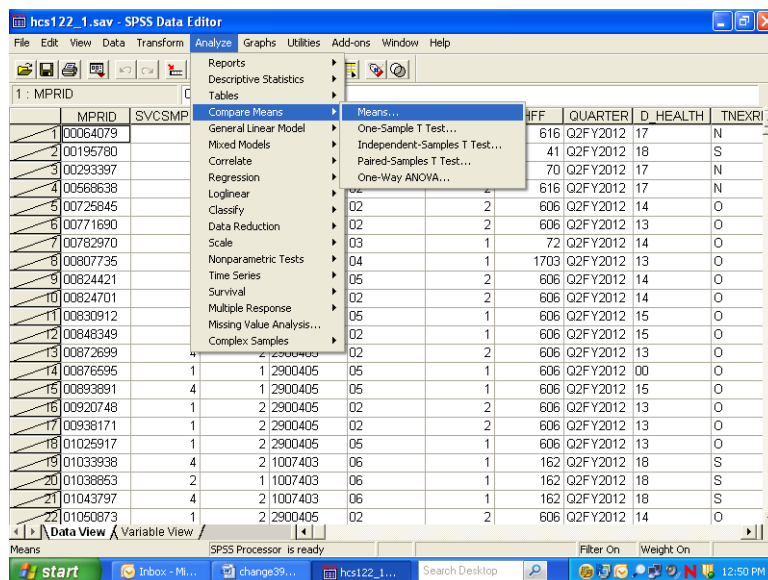 hcs122_1.sav - SPSS Data Editor
File Edit View Data Transform Analyze Graphs Utilities Add-ons Window Help
1 : MPRID
MPRID SVCSMP QUARTER D_HEALTH
Reports
Descriptive Statistics
Tables
Compare Means
General Linear Model
Mixed Models
Correlate
Regression
Loglinear
Classify
Data Reduction
Scale
Nonparametric Tests
Time Series
Survival
Multiple Response
Missing Value Analysis...
Complex Samples
Means...
One-Sample T Test...
Independent-Samples T Test...
Paired-Samples T Test...
One-Way ANOVA...
1 00064079 616 Q2FY2012 17 N
2 00195780 41 Q2FY2012 18 S
3 00293397 70 Q2FY2012 17 N
4 00568638 02 2 616 Q2FY2012 17 N
5 00725845 02 2 606 Q2FY2012 14 O
6 00771690 02 2 606 Q2FY2012 13 O
7 00782970 03 1 72 Q2FY2012 14 O
8 00807735 04 1 1703 Q2FY2012 13 O
9 00824421 05 2 606 Q2FY2012 14 O
10 00824701 02 2 606 Q2FY2012 14 O
11 00830912 05 1 606 Q2FY2012 15 O
12 00848349 02 1 606 Q2FY2012 15 O
13 00872699 4 2 2900405 02 2 606 Q2FY2012 13 O
14 00876595 1 1 2900405 05 1 606 Q2FY2012 00 O
15 00893891 4 1 2900405 05 1 606 Q2FY2012 15 O
16 00920748 1 2 2900405 02 2 606 Q2FY2012 13 O
17 00938171 1 2 2900405 02 2 606 Q2FY2012 13 O
18 01025917 1 2 2900405 05 1 606 Q2FY2012 13 O
19 01033938 4 2 1007403 06 1 162 Q2FY2012 18 S
20 01038853 2 1 1007403 06 1 162 Q2FY2012 18 S
21 01043797 4 2 1007403 06 1 162 Q2FY2012 18 S
22 01050873 1 2 2900405 02 2 606 Q2FY2012 14 O
Data View Variable View
Means SPSS Processor is ready Filter On Weight On
start Inbox - Mi... change39... hcs122_1... Search Desktop 12:50 PM